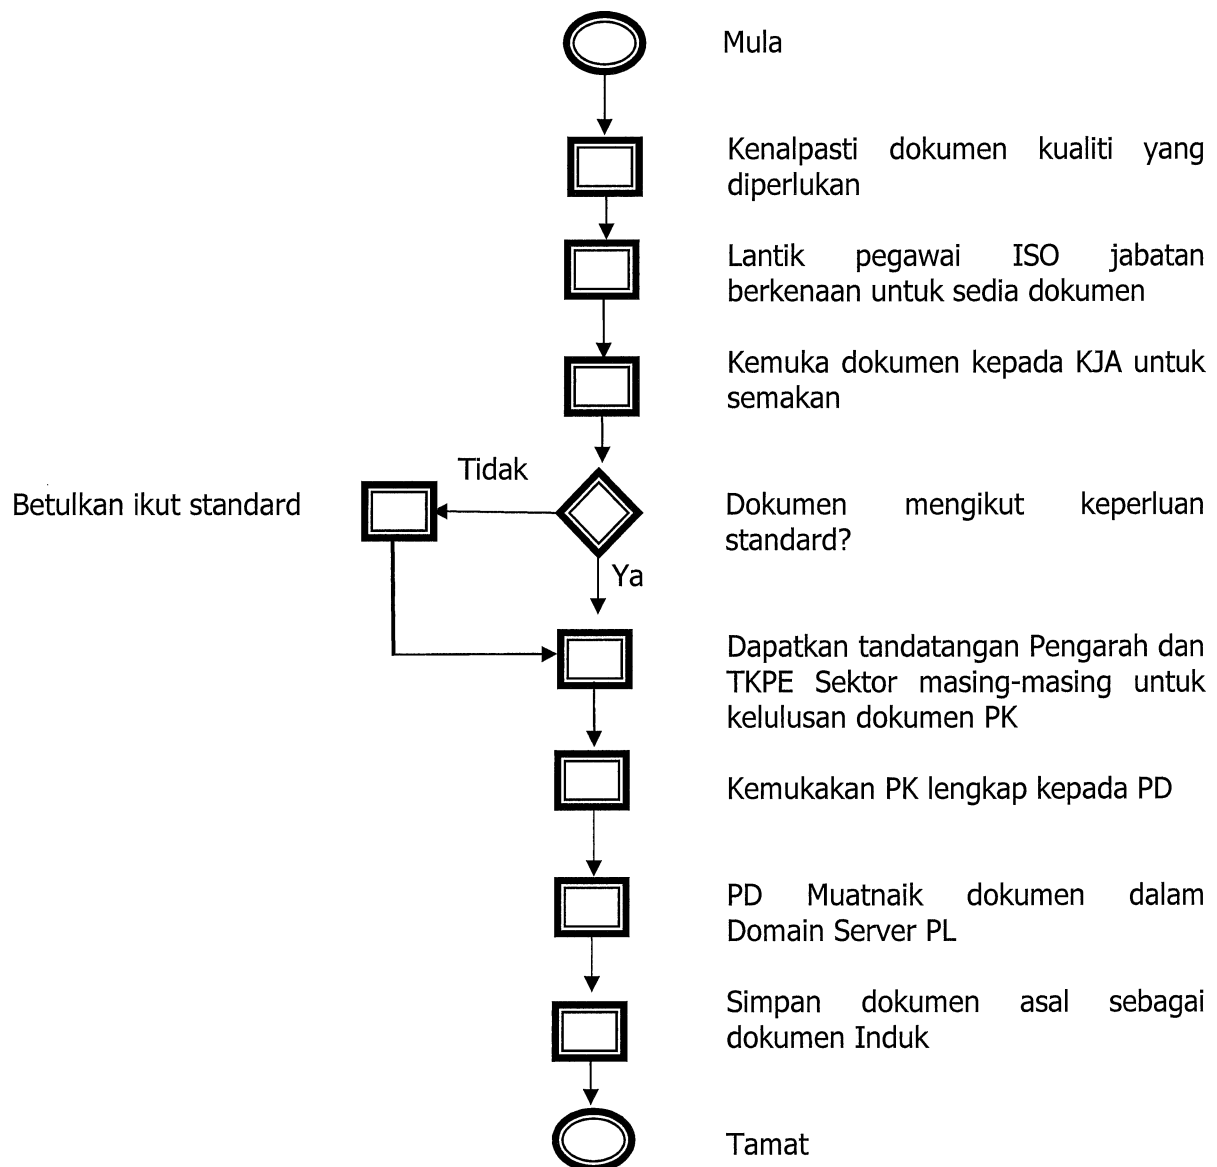 Mula
Kenalpasti dokumen kualiti yang
diperlukan
Lantik pegawai ISO jabatan
berkenaan untuk sedia dokumen
Kemuka dokumen kepada KJA untuk
semakan
Tidak
Betulkan ikut standard
Dokumen mengikut keperluan
standard?
Ya
Dapatkan tandatangan Pengarah dan
TKPE Sektor masing-masing untuk
kelulusan dokumen PK
Kemukakan PK lengkap kepada PD
PD Muatnaik dokumen dalam
Domain Server PL
Simpan dokumen asal sebagai
dokumen Induk
Tamat